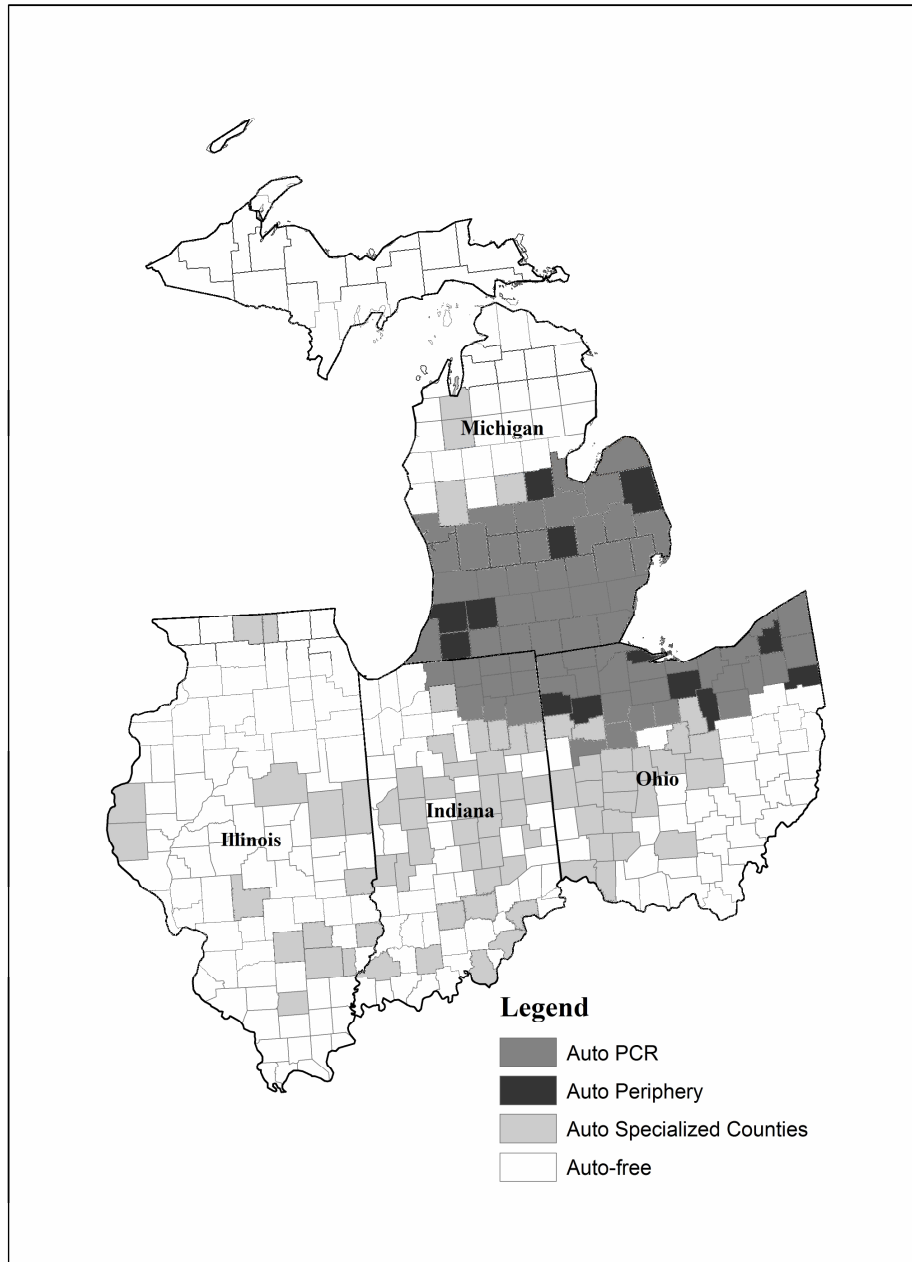 Michigan
Ohio
Indiana
Illinois
Legend
Auto PCR
Auto Periphery
Auto Specialized Counties
Auto-free